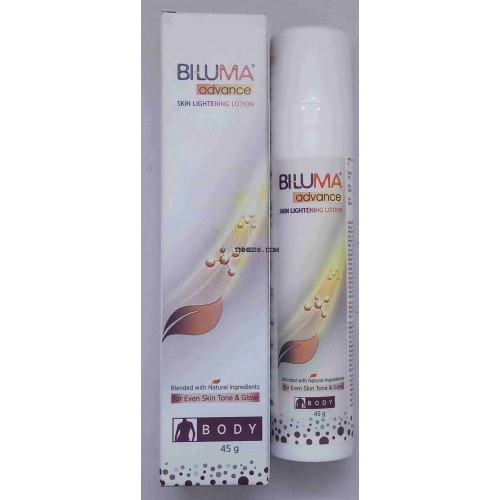 BILUMA®
advance
SKIN LIGHTENING LOTION
TNMEDS.COM
Blended with Natural Ingredients
for Even Skin Tone & Glow
BODY
45 g
BILUMA®
advance
SKIN LIGHTENING LOTION
Blended with Natural Ingredients
for Even Skin Tone & Glow
BODY
45 g